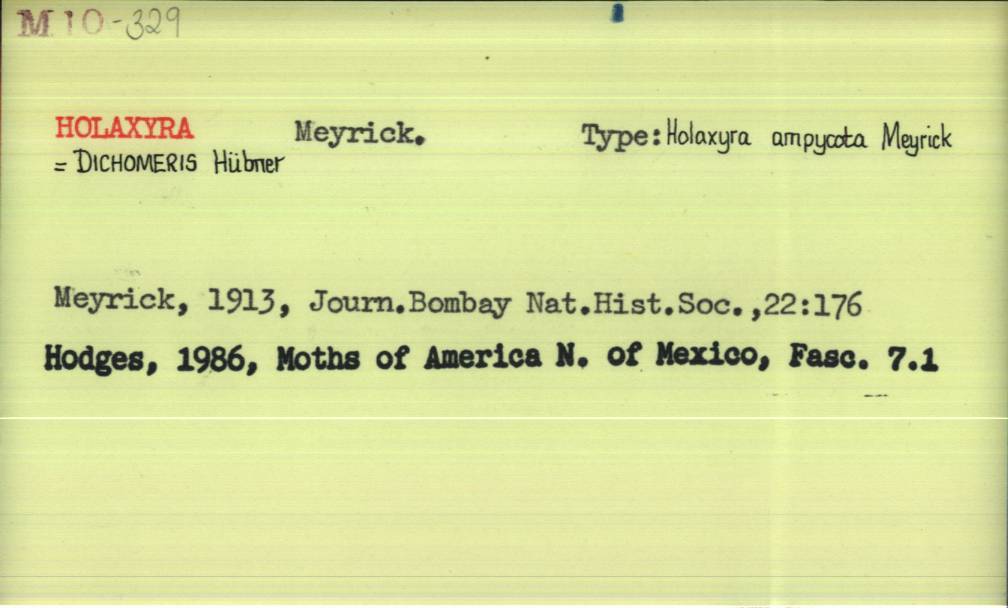 M10-329
HOLAXYRA Meyrick. Type: Holaxyra ampycota Meyrick
= DICHOMERIS Hübner
Meyrick, 1913, Journ.Bombay Nat.Hist.Soc.,22:176
Hodges, 1986, Moths of America N. of Mexico, Fasc. 7.1